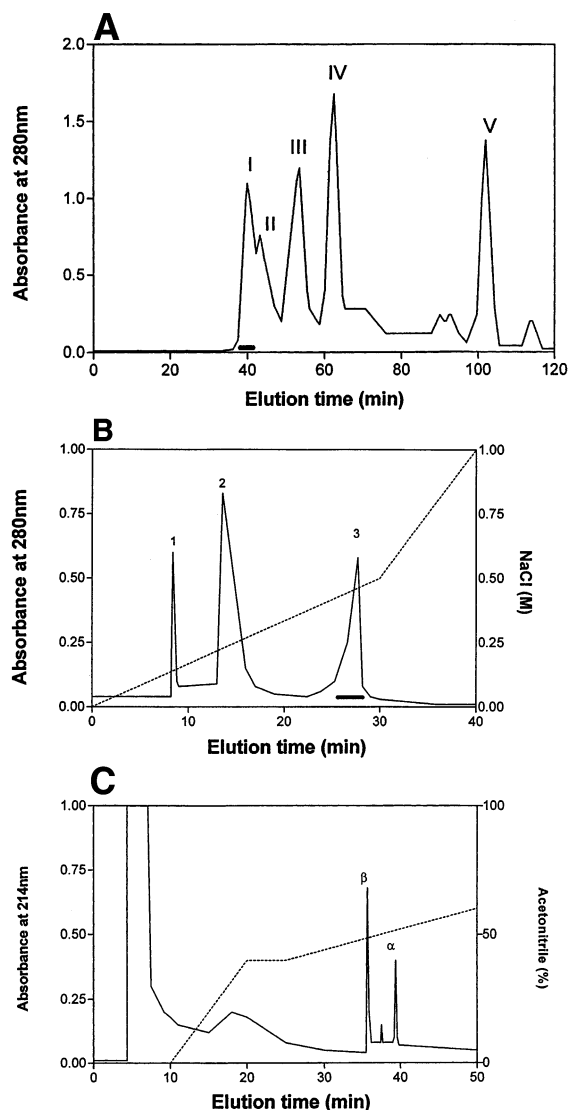 A
2.0
1.5
1.0
0.5
0.0
Absorbance at 280nm
I
II
III
IV
V
0 20 40 60 80 100 120
Elution time (min)
B
1.00
0.75
0.50
0.25
0.00
Absorbance at 280nm
1
2
3
1.00
0.75
0.50
0.25
0.00
NaCl (M)
0 10 20 30 40
Elution time (min)
C
1.00
0.75
0.50
0.25
0.00
Absorbance at 214nm
β
α
100
50
0
Acetonitrile (%)
0 10 20 30 40 50
Elution time (min)